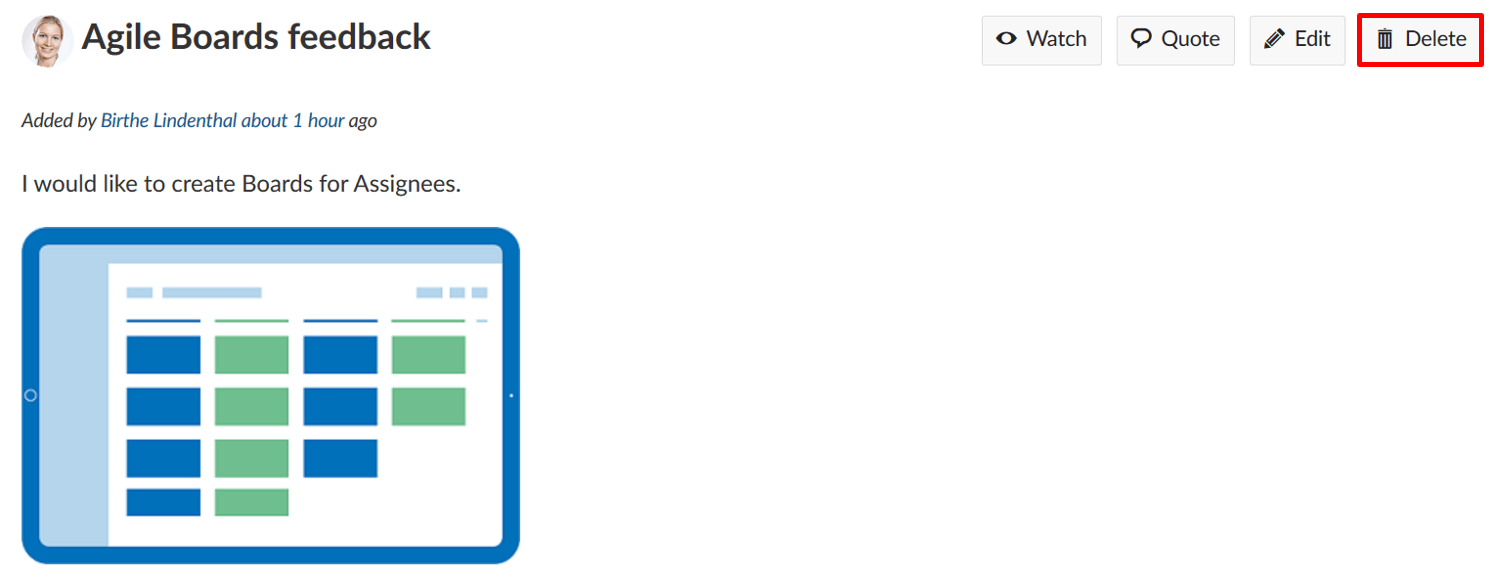 Agile Boards feedback
Watch
Quote
Edit
Delete
Added by Birthe Lindenthal about 1 hour ago
I would like to create Boards for Assignees.